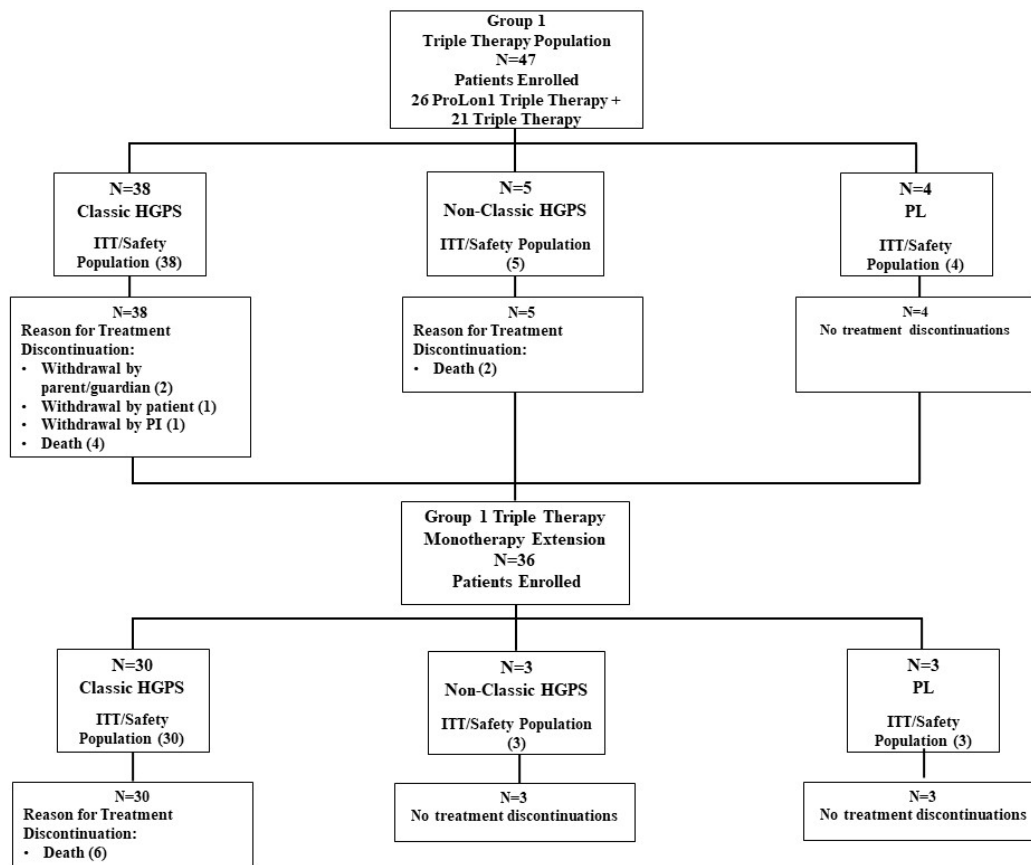 Group 1
Triple Therapy Population
N=47
Patients Enrolled
26 ProLon1 Triple Therapy +
21 Triple Therapy
N=38
Classic HGPS
ITT/Safety
Population (38)
N=5
Non-Classic HGPS
ITT/Safety Population
(5)
N=4
PL
ITT/Safety
Population (4)
N=38
Reason for Treatment
Discontinuation:
• Withdrawal by
parent/guardian (2)
• Withdrawal by patient (1)
• Withdrawal by PI (1)
• Death (4)
N=5
Reason for Treatment
Discontinuation:
• Death (2)
N=4
No treatment discontinuations
Group 1 Triple Therapy
Monotherapy Extension
N=36
Patients Enrolled
N=30
Classic HGPS
ITT/Safety
Population (30)
N=3
Non-Classic HGPS
ITT/Safety Population
(3)
N=3
PL
ITT/Safety
Population (3)
N=30
Reason for Treatment
Discontinuation:
• Death (6)
N=3
No treatment discontinuations
N=3
No treatment discontinuations